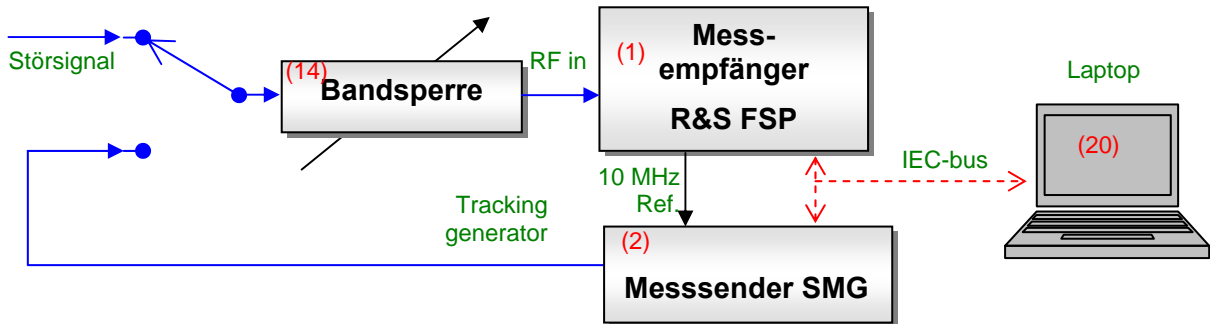 Störsignal
(14)
Bandsperre
RF in
(1)
Mess-
empfänger
R&S FSP
Laptop
(20)
IEC-bus
10 MHz
Ref.
Tracking
generator
(2)
Messsender SMG